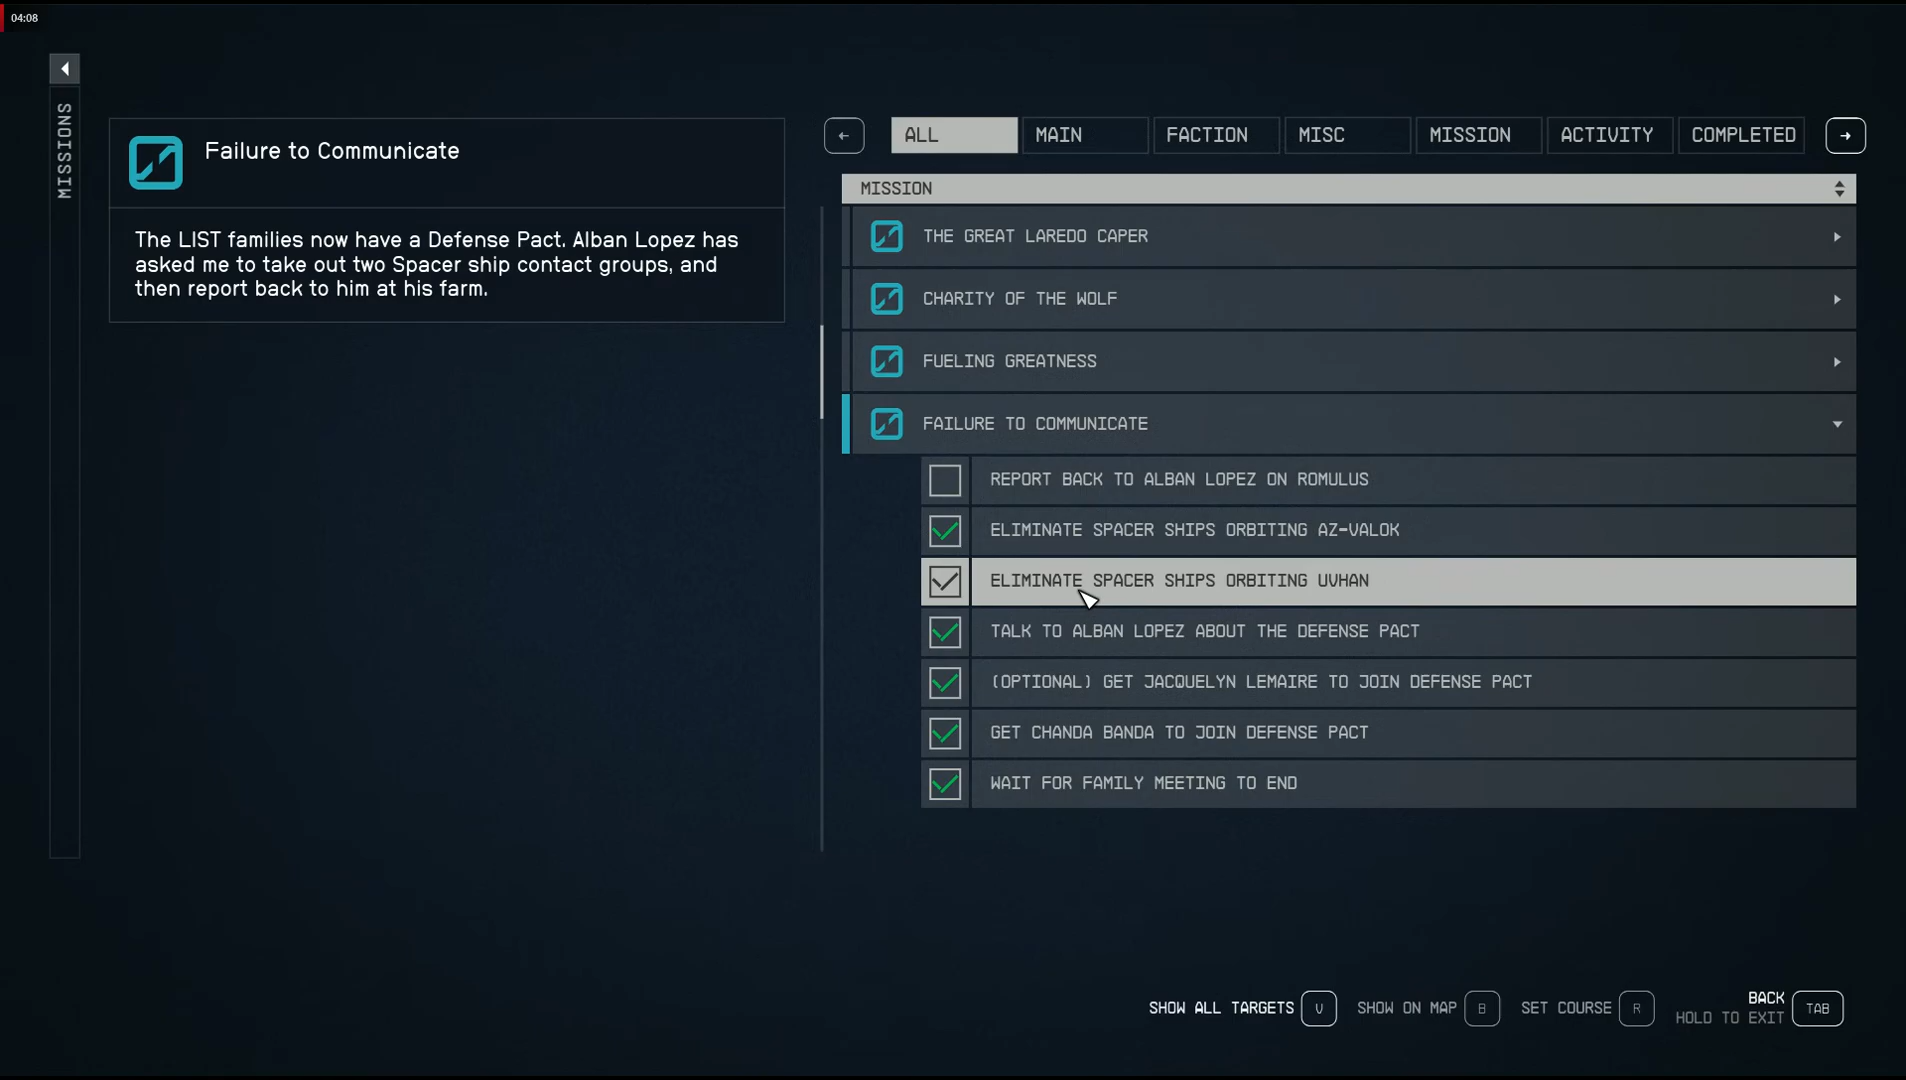 04:08
MISSIONS
Failure to Communicate
The LIST families now have a Defense Pact. Alban Lopez has
asked me to take out two Spacer ship contact groups, and
then report back to him at his farm.
ALL
MAIN
FACTION
MISC
MISSION
ACTIVITY
COMPLETED
MISSION
THE GREAT LAREDO CAPER
CHARITY OF THE WOLF
FUELING GREATNESS
FAILURE TO COMMUNICATE
REPORT BACK TO ALBAN LOPEZ ON ROMULUS
ELIMINATE SPACER SHIPS ORBITING AZ-VALOK
ELIMINATE SPACER SHIPS ORBITING UVHAN
TALK TO ALBAN LOPEZ ABOUT THE DEFENSE PACT
(OPTIONAL) GET JACQUELYN LEMAIRE TO JOIN DEFENSE PACT
GET CHANDA BANDA TO JOIN DEFENSE PACT
WAIT FOR FAMILY MEETING TO END
SHOW ALL TARGETS V
SHOW ON MAP B
SET COURSE R
BACK
HOLD TO EXIT
TAB